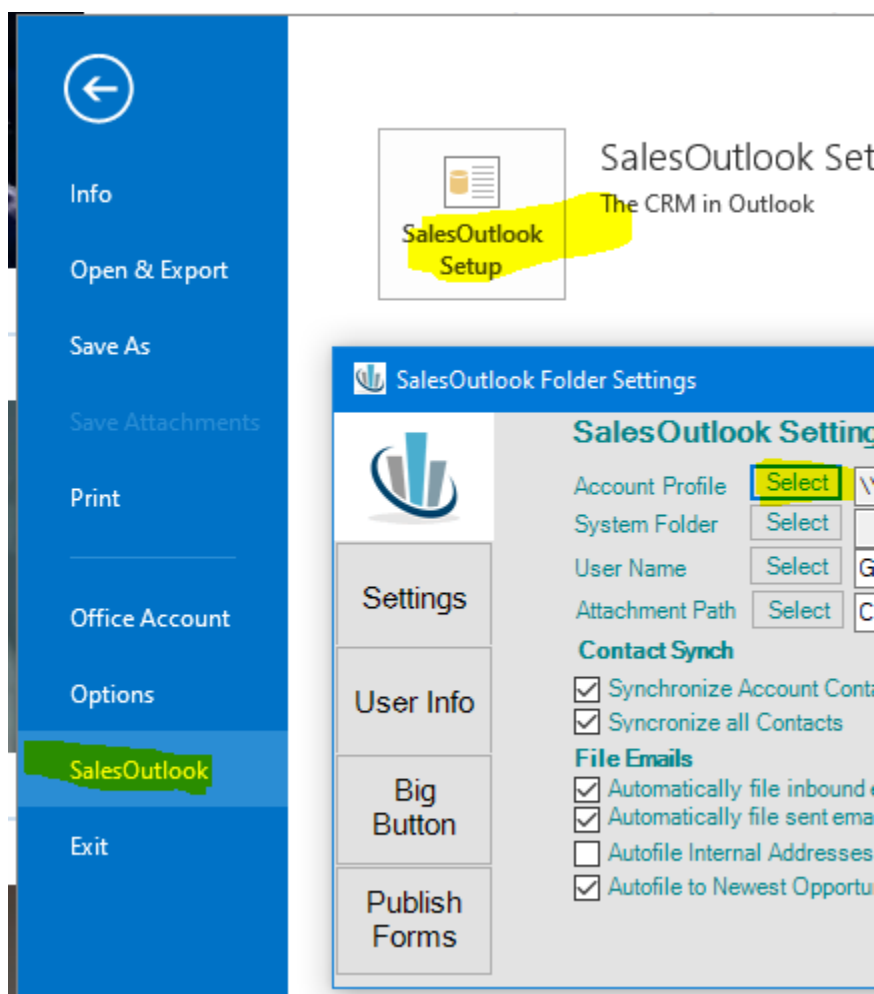 Info
Open & Export
Save As
Save Attachments
Print
Office Account
Options
SalesOutlook
Exit
SalesOutlook
Setup
SalesOutlook Set
The CRM in Outlook
SalesOutlook Folder Settings
Settings
User Info
Big
Button
Publish
Forms
SalesOutlook Setting
Account Profile Select \\
System Folder Select
User Name Select G
Attachment Path Select C
Contact Synch
Synchronize Account Conta
Syncronize all Contacts
File Emails
Automatically file inbound e
Automatically file sent ema
Autofile Internal Addresses
Autofile to Newest Opportu